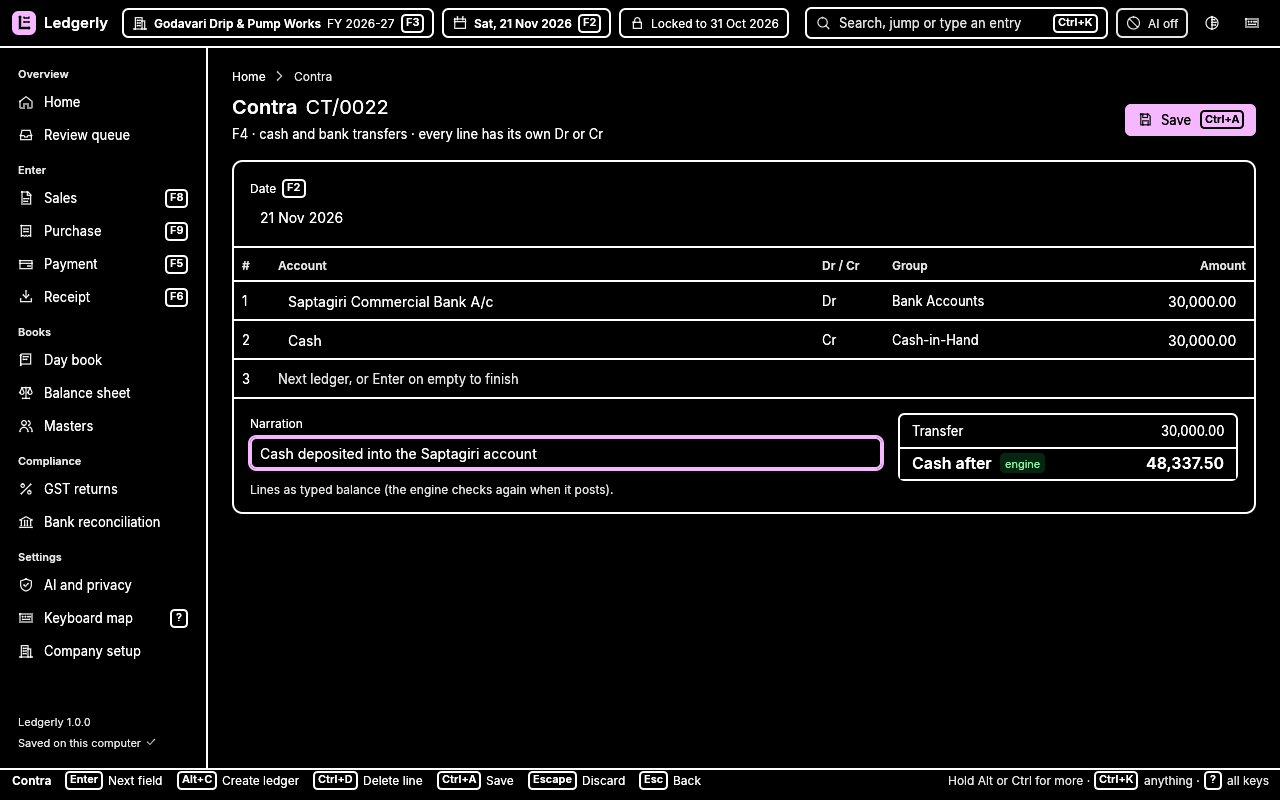 Ledgerly
Godavari Drip & Pump Works FY 2026-27 F3
Sat, 21 Nov 2026 F2
Locked to 31 Oct 2026
Search, jump or type an entry Ctrl+K
AI off
Overview
Home
Review queue
Enter
Sales F8
Purchase F9
Payment F5
Receipt F6
Books
Day book
Balance sheet
Masters
Compliance
GST returns
Bank reconciliation
Settings
AI and privacy
Keyboard map ?
Company setup
Ledgerly 1.0.0
Saved on this computer
Home Contra
Contra CT/0022
F4 · cash and bank transfers · every line has its own Dr or Cr
Save Ctrl+A
Date F2
21 Nov 2026
# Account Dr / Cr Group Amount
1 Saptagiri Commercial Bank A/c Dr Bank Accounts 30,000.00
2 Cash Cr Cash-in-Hand 30,000.00
3 Next ledger, or Enter on empty to finish
Narration
Cash deposited into the Saptagiri account
Lines as typed balance (the engine checks again when it posts).
Transfer 30,000.00
Cash after engine 48,337.50
Contra Enter Next field Alt+C Create ledger Ctrl+D Delete line Ctrl+A Save Escape Discard Esc Back
Hold Alt or Ctrl for more · Ctrl+K anything · ? all keys